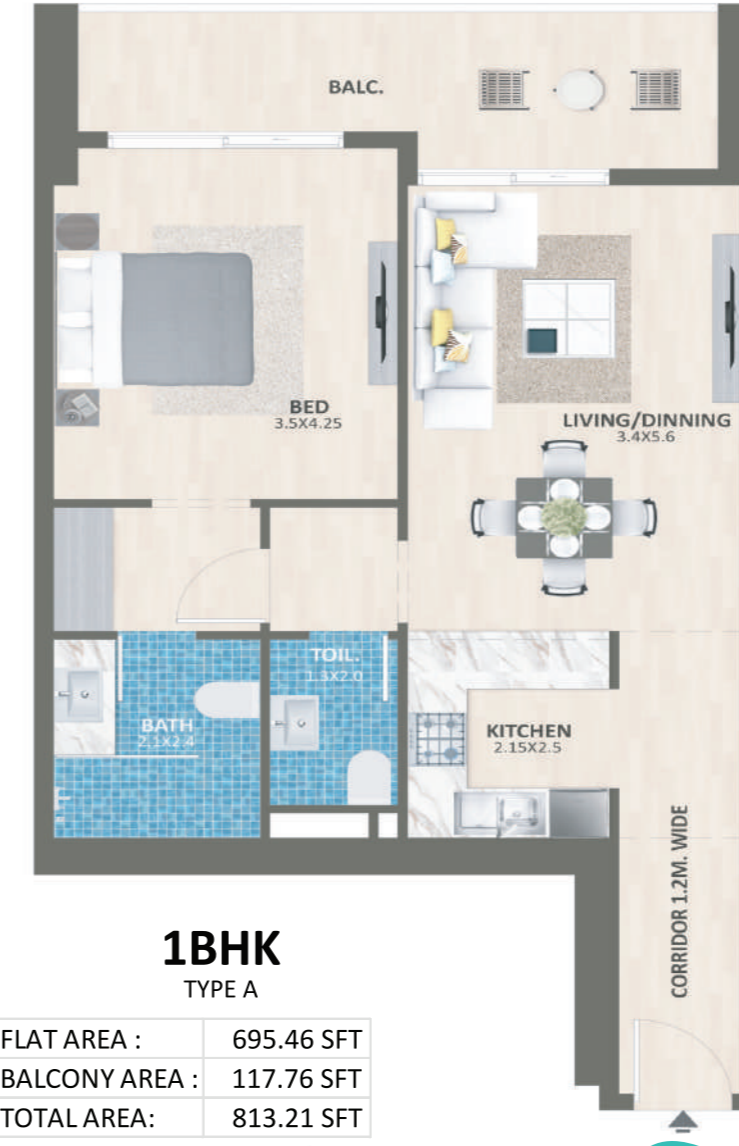 BALC.
BED
3.5X4.25
LIVING/DINNING
3.4X5.6
TOIL.
1.3X2.0
BATH
2.1X2.4
KITCHEN
2.15X2.5
CORRIDOR 1.2M. WIDE
1BHK
TYPE A
FLAT AREA : 695.46 SFT
BALCONY AREA : 117.76 SFT
TOTAL AREA: 813.21 SFT